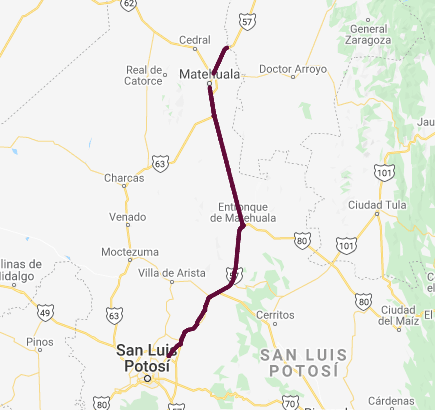 57
General
Zaragoza
Cedral
Real de
Catorce
Matehuala
Doctor Arroyo
Jau
63
101
Charcas
Entronque
de Matehuala
Ciudad Tula
Venado
80
101
Moctezuma
linas de
Hidalgo
Villa de Arista
57
80
49
63
Cerritos
Ciudad
del Maíz
Pinos
San Luis
Potosí
SAN LUIS
POTOSÍ
80
57
70
Cárdenas